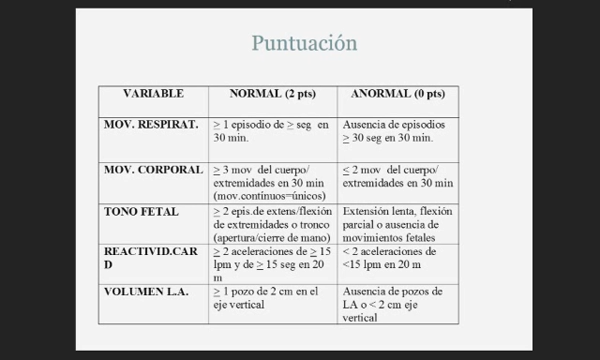 Puntuación
VARIABLE NORMAL (2 pts) ANORMAL (0 pts)
MOV. RESPIRAT. ≥ 1 episodio de ≥ seg en Ausencia de episodios
30 min. ≥ 30 seg en 30 min.
MOV. CORPORAL ≥ 3 mov del cuerpo/ ≤ 2 mov del cuerpo/
extremidades en 30 min extremidades en 30 min
(mov.continuos=únicos)
TONO FETAL ≥ 2 epis.de extens/flexión Extensión lenta, flexión
de extremidades o tronco parcial o ausencia de
(apertura/cierre de mano) movimientos fetales
REACTIVID.CAR ≥ 2 aceleraciones de ≥ 15 < 2 aceleraciones de
D lpm y de ≥ 15 seg en 20 <15 lpm en 20 m
m
VOLUMEN L.A. ≥ 1 pozo de 2 cm en el Ausencia de pozos de
eje vertical LA o < 2 cm eje
vertical